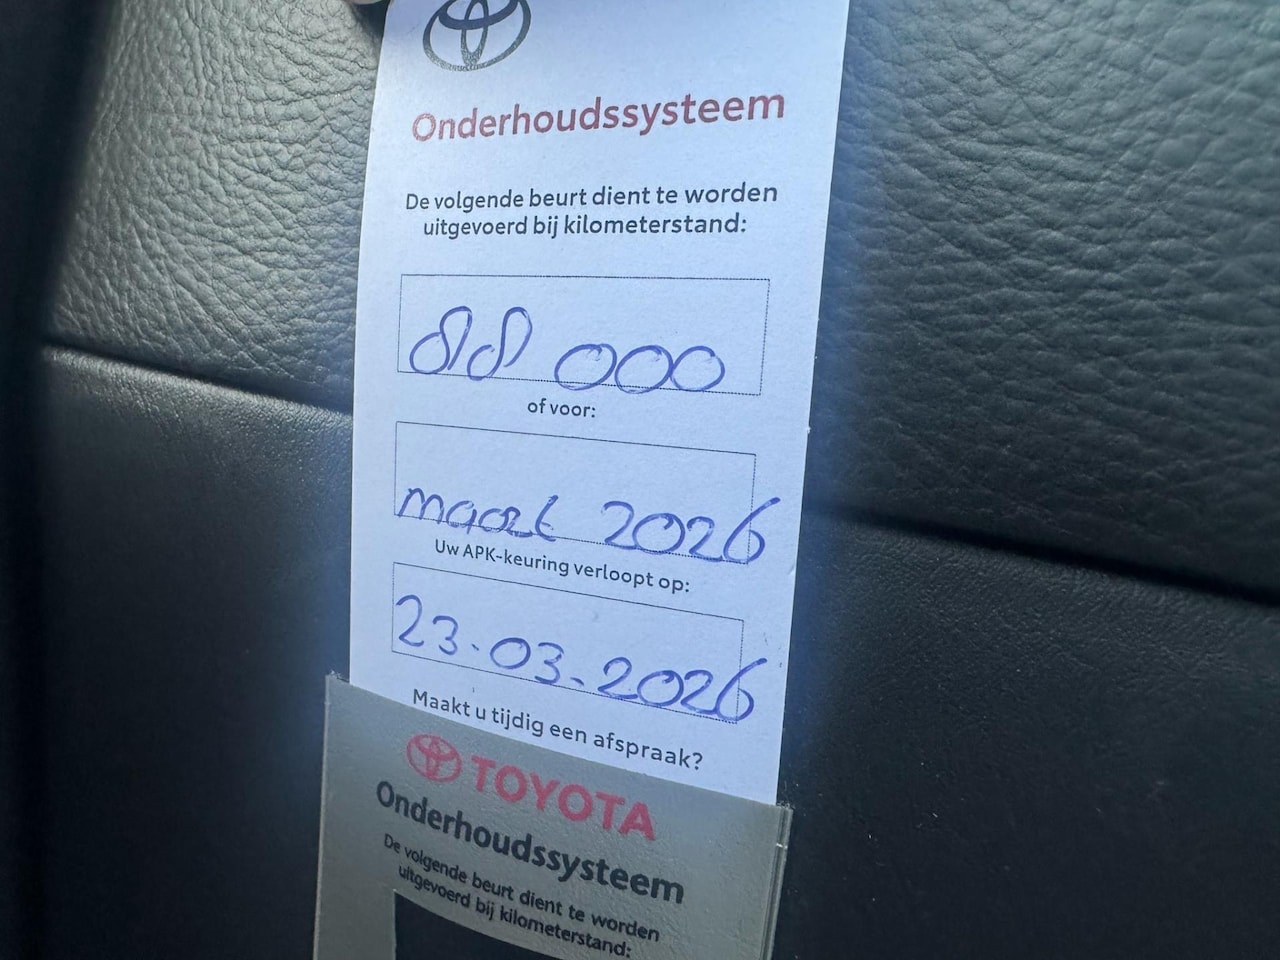 Onderhoudssysteem
De volgende beurt dient te worden
uitgevoerd bij kilometerstand:
88 000
of voor:
maart 2026
Uw APK-keuring verloopt op:
23-03-2026
Maakt u tijdig een afspraak?
TOYOTA
Onderhoudssysteem
De volgende beurt dient te worden
uitgevoerd bij kilometerstand: